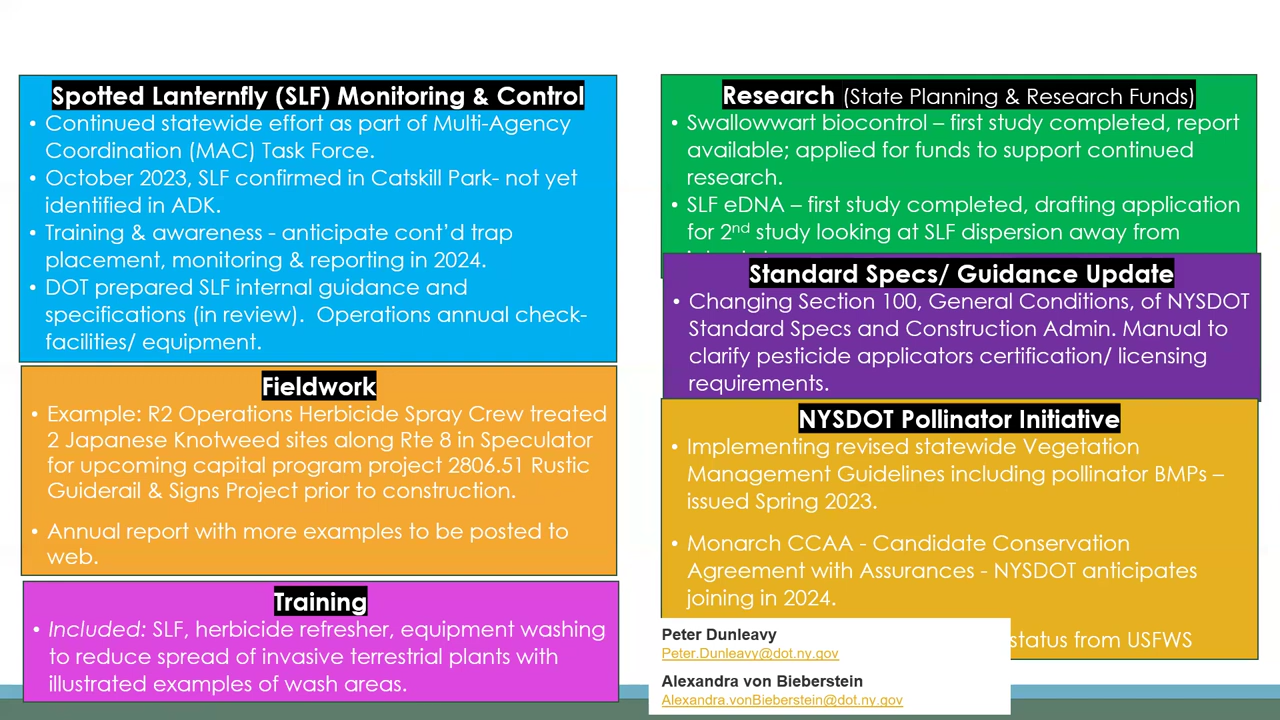 Spotted Lanternfly (SLF) Monitoring & Control
• Continued statewide effort as part of Multi-Agency
Coordination (MAC) Task Force.
• October 2023, SLF confirmed in Catskill Park- not yet
identified in ADK.
• Training & awareness - anticipate cont’d trap
placement, monitoring & reporting in 2024.
• DOT prepared SLF internal guidance and
specifications (in review). Operations annual check-
facilities/ equipment.
Fieldwork
• Example: R2 Operations Herbicide Spray Crew treated
2 Japanese Knotweed sites along Rte 8 in Speculator
for upcoming capital program project 2806.51 Rustic
Guiderail & Signs Project prior to construction.
• Annual report with more examples to be posted to
web.
Training
• Included: SLF, herbicide refresher, equipment washing
to reduce spread of invasive terrestrial plants with
illustrated examples of wash areas.
Research (State Planning & Research Funds)
• Swallowwart biocontrol – first study completed, report
available; applied for funds to support continued
research.
• SLF eDNA – first study completed, drafting application
for 2nd study looking at SLF dispersion away from
Standard Specs/ Guidance Update
• Changing Section 100, General Conditions, of NYSDOT
Standard Specs and Construction Admin. Manual to
clarify pesticide applicators certification/ licensing
requirements.
NYSDOT Pollinator Initiative
• Implementing revised statewide Vegetation
Management Guidelines including pollinator BMPs –
issued Spring 2023.
• Monarch CCAA - Candidate Conservation
Agreement with Assurances - NYSDOT anticipates
joining in 2024.
status from USFWS
Peter Dunleavy
Peter.Dunleavy@dot.ny.gov
Alexandra von Bieberstein
Alexandra.vonBieberstein@dot.ny.gov